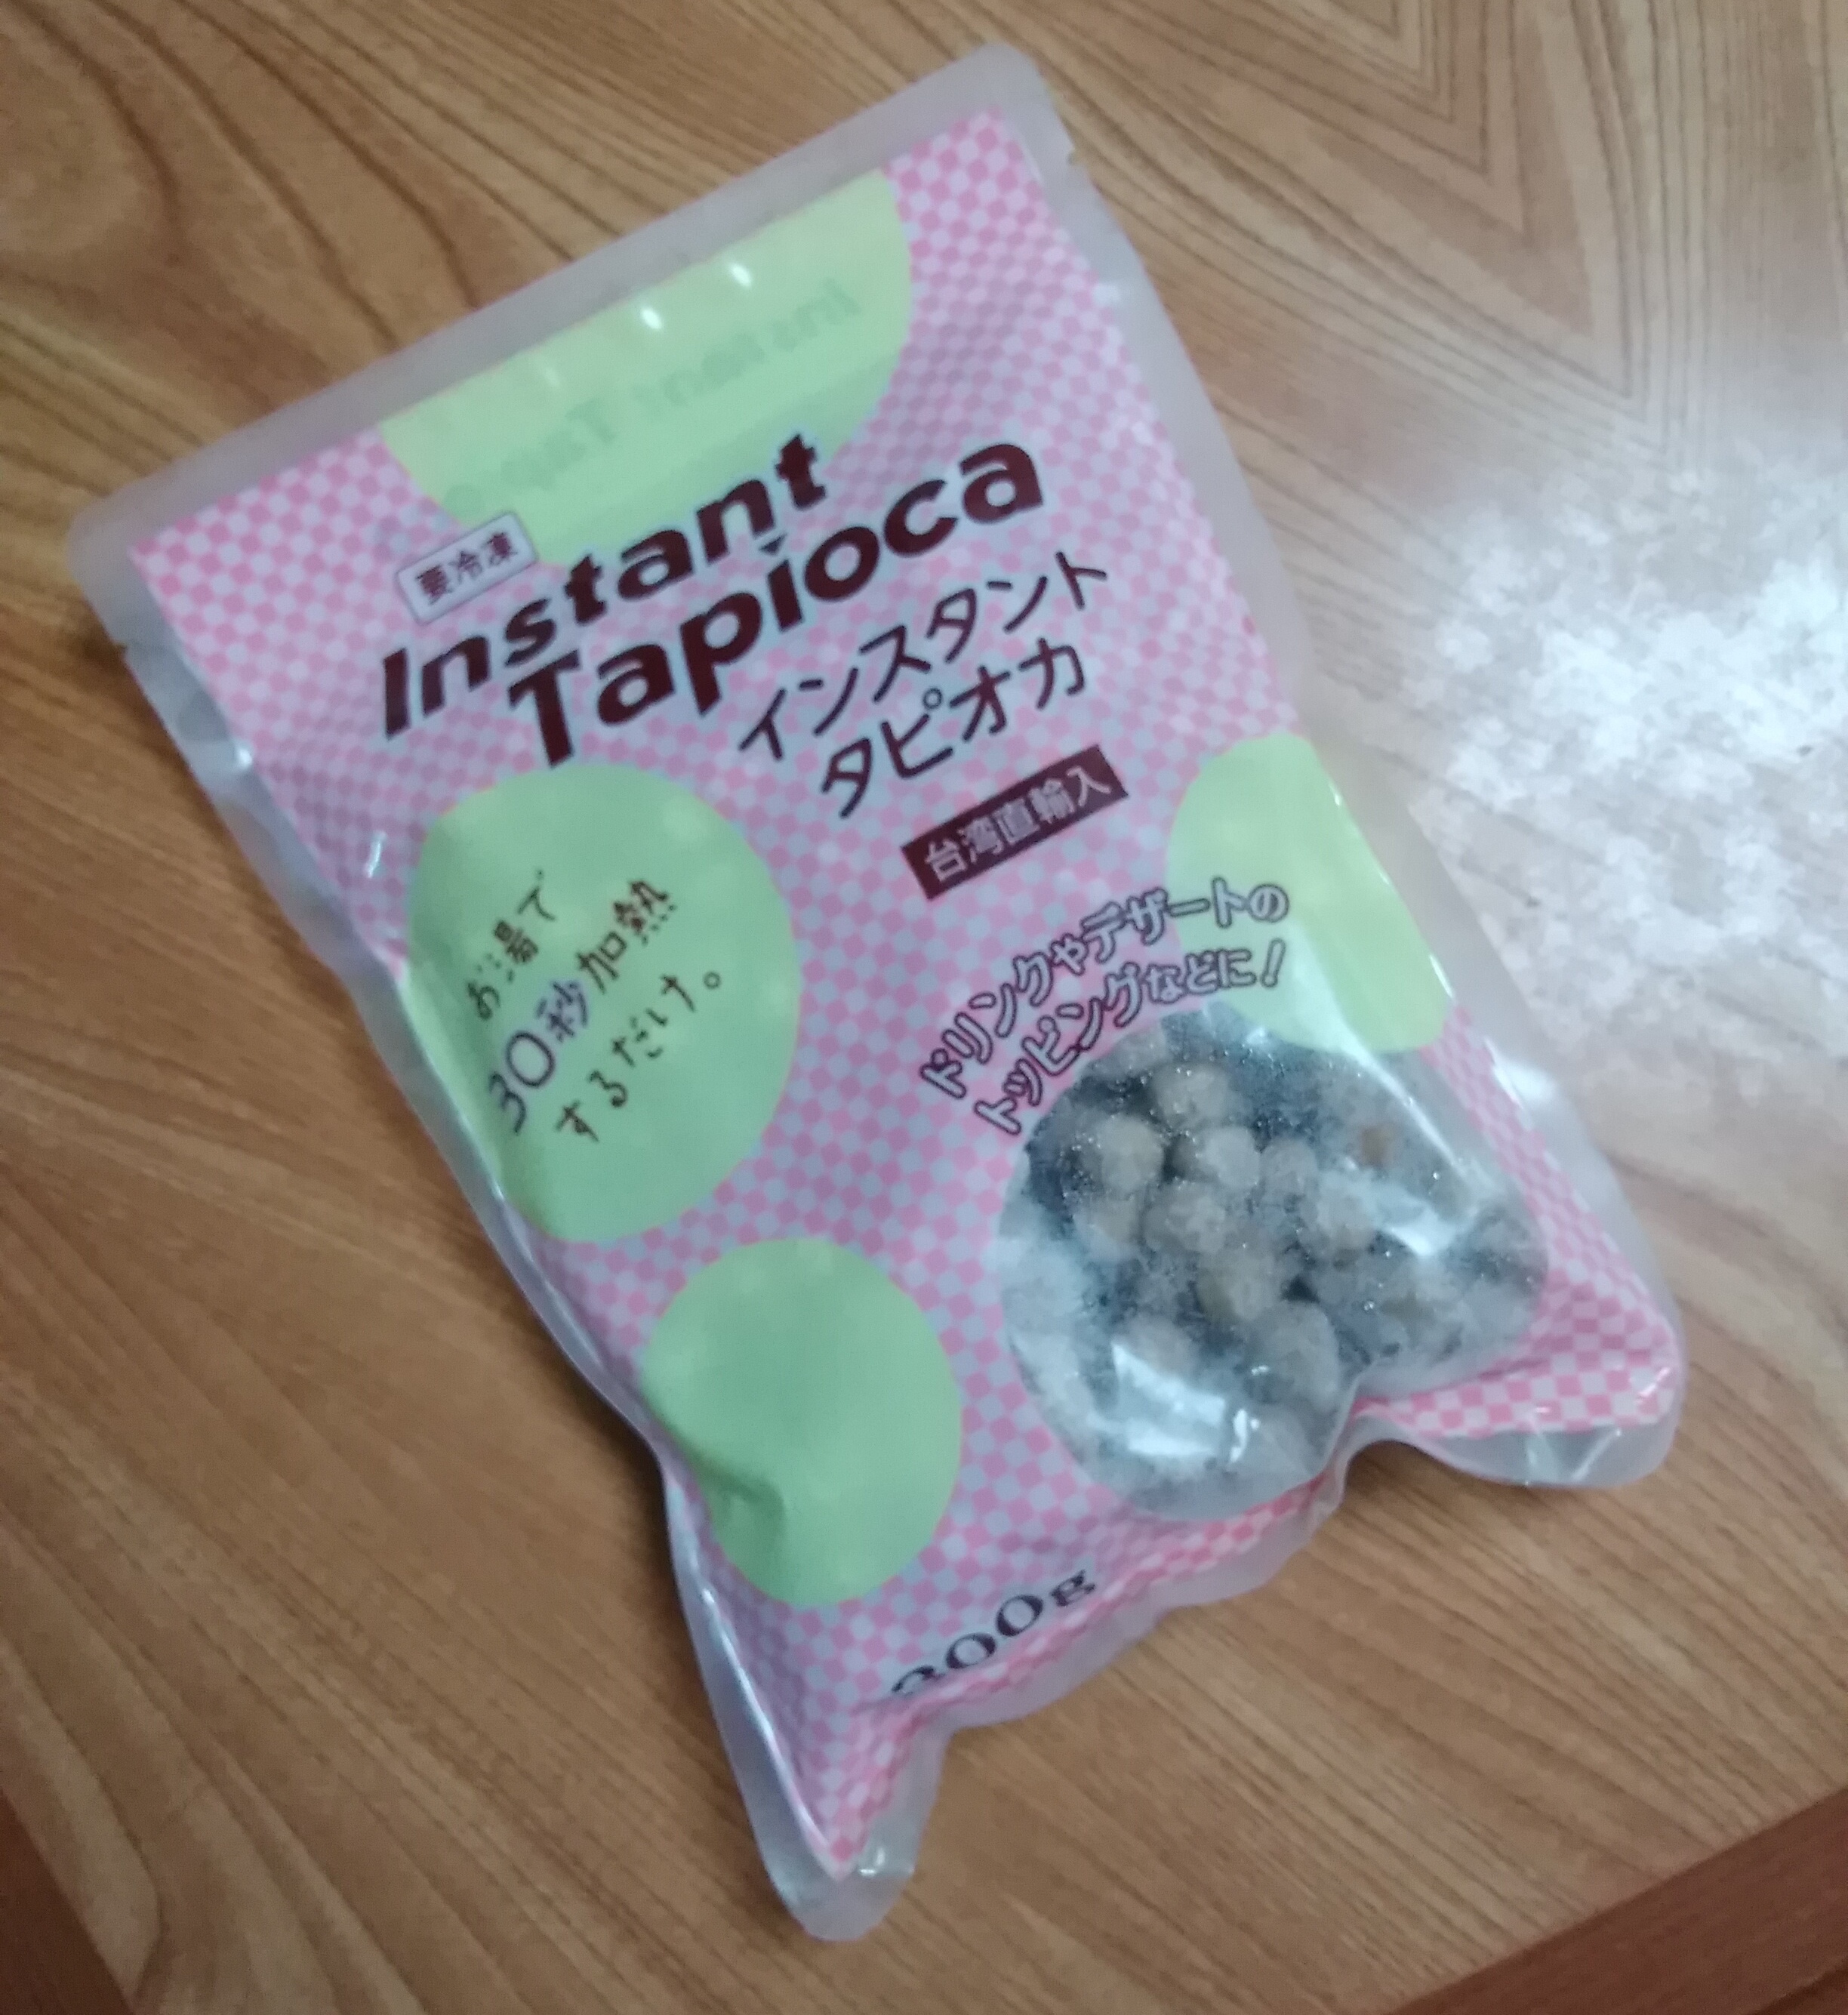 要冷凍
Instant
Tapioca
インスタント
タピオカ
台湾直輸入
お湯で
30秒加熱
するだけ。
ドリンクやデザートの
トッピングなどに!